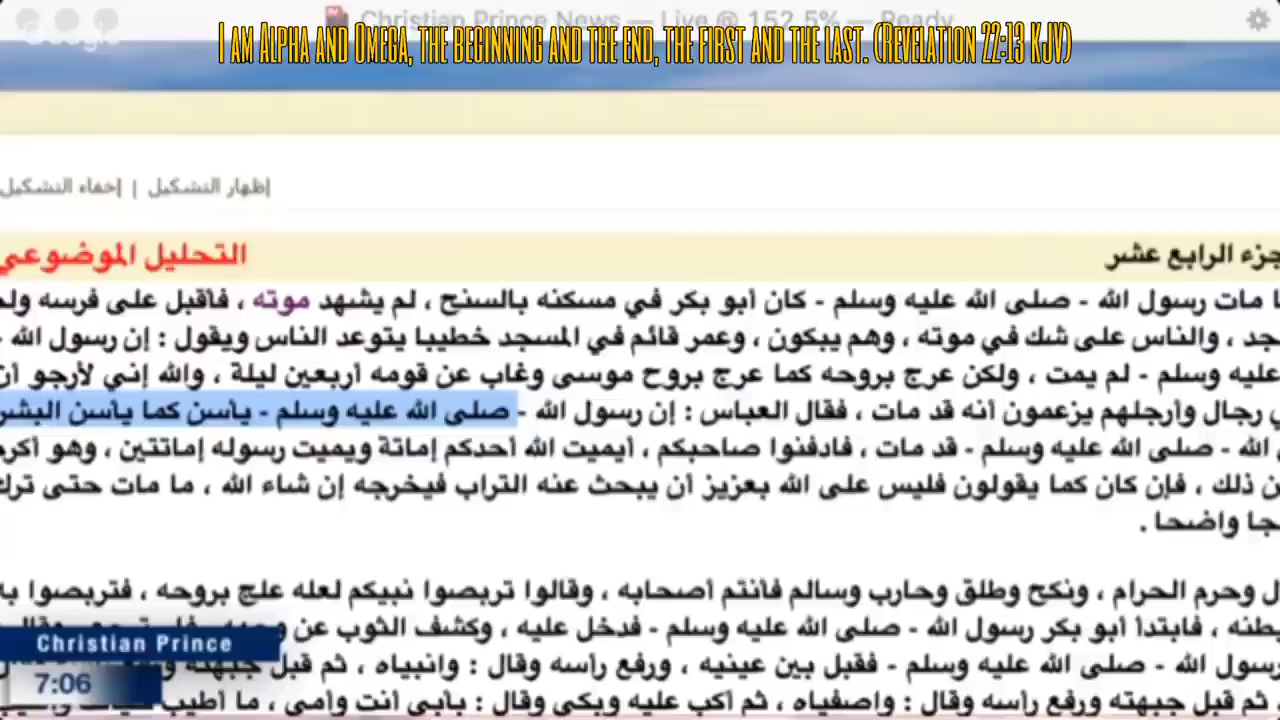 Christian Prince News — Live @ 152.5% — Ready
I am Alpha and Omega, the beginning and the end, the first and the last. (Revelation 22:13 KJV)
Google
إظهار التشكيل | إخفاء التشكيل
الرابع عشر
التحليل الموضوعي
مات رسول الله - صلى الله عليه وسلم - كان أبو بكر في مسكنه بالسنح ، لم يشهد موته ، فأقبل على فرسه
، والناس على شك في موته ، وهم يبكون ، وعمر قائم في المسجد خطيبا يتوعد الناس ويقول : إن رسول الله -
عليه وسلم - لم يمت ، ولكن عرج بروحه كما عرج بروح موسى وغاب عن قومه أربعين ليلة ، والله إني لأرجو أن
رجال وأرجلهم يزعمون أنه قد مات ، فقال العباس : إن رسول الله - صلى الله عليه وسلم - يأسن كما يأسن البشر
الله - صلى الله عليه وسلم - قد مات ، فادفنوا صاحبكم ، أيميت الله أحدكم إماتة ويميت رسوله إماتتين ، وهو أكرم
ذلك ، فإن كان كما يقولون فليس على الله بعزيز أن يبحث عنه التراب فيخرجه إن شاء الله ، ما مات حتى ترك
واضحا .
وحرم الحرام ، ونكح وطلق وحارب وسالم فأنتم أصحابه ، وقالوا تربصوا نبيكم لعله علج بروحه ، فتربصوا به
، فابتدأ أبو بكر رسول الله - صلى الله عليه وسلم - فدخل عليه ، وكشف الثوب عن
رسول الله - صلى الله عليه وسلم - فقبل بين عينيه ، ورفع رأسه وقال : وانبياه ، ثم قبل جبهته
ثم قبل جبهته ورفع رأسه وقال : واصفياه ، ثم أكب عليه وبكى وقال : بأبي أنت وأمي ، ما أطيب
Christian Prince
7:06